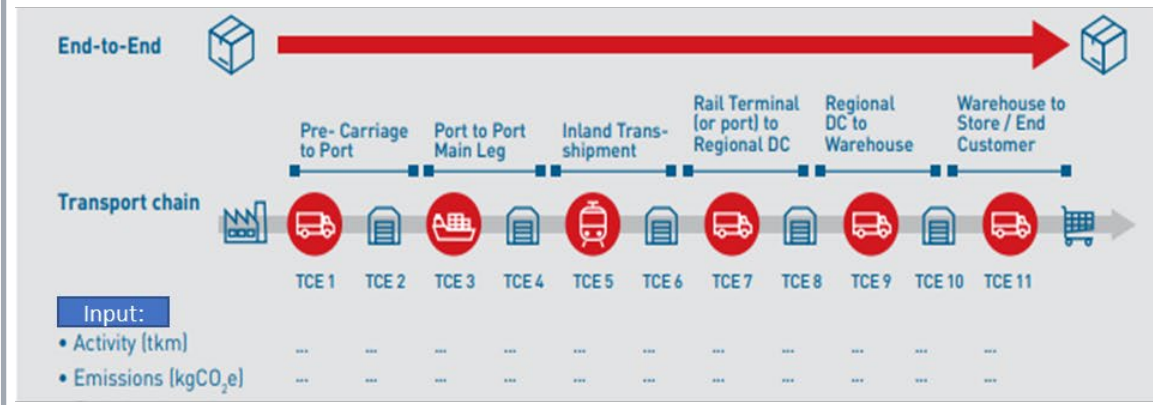 End-to-End
Pre- Carriage
to Port
Port to Port
Main Leg
Inland Trans-
shipment
Rail Terminal
(or port) to
Regional DC
Regional
DC to
Warehouse
Warehouse to
Store / End
Customer
Transport chain
TCE 1 TCE 2 TCE 3 TCE 4 TCE 5 TCE 6 TCE 7 TCE 8 TCE 9 TCE 10 TCE 11
Input:
• Activity (tkm) ... ... ... ... ... ... ... ... ... ... ...
• Emissions (kgCO₂e) ... ... ... ... ... ... ... ... ... ... ...